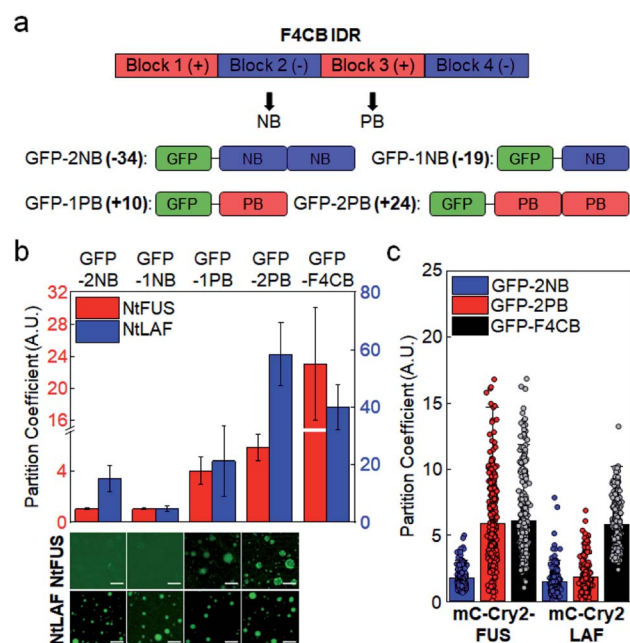 a
F4CB IDR
Block 1 (+) Block 2 (-) Block 3 (+) Block 4 (-)
NB PB
GFP-2NB (-34): GFP NB NB GFP-1NB (-19): GFP NB
GFP-1PB (+10): GFP PB GFP-2PB (+24): GFP PB PB
b
GFP GFP GFP GFP GFP
-2NB -1NB -1PB -2PB -F4CB
Partition Coefficient (A.U.)
32
28
24
20
16
4
0
NtFUS
NtLAF
80
60
40
20
0
NtFUS
NtLAF
c
Partition Coefficient (A.U.)
25
20
15
10
5
0
GFP-2NB
GFP-2PB
GFP-F4CB
mC-Cry2- mC-Cry2
FUS LAF